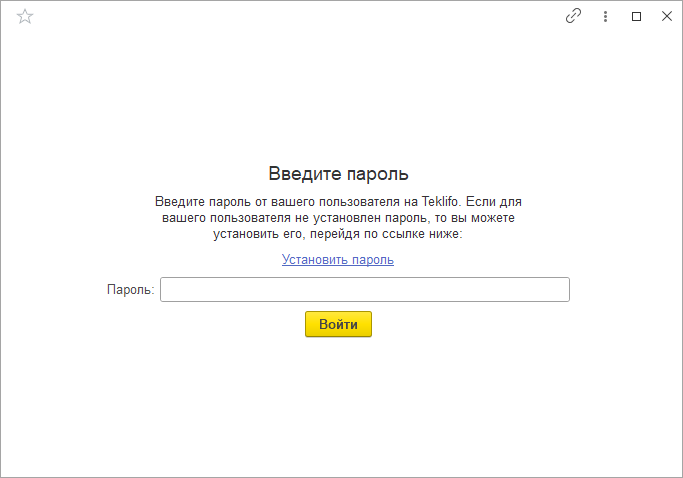 Введите пароль
Введите пароль от вашего пользователя на Teklifo. Если для
вашего пользователя не установлен пароль, то вы можете
установить его, перейдя по ссылке ниже:
Установить пароль
Пароль:
Войти